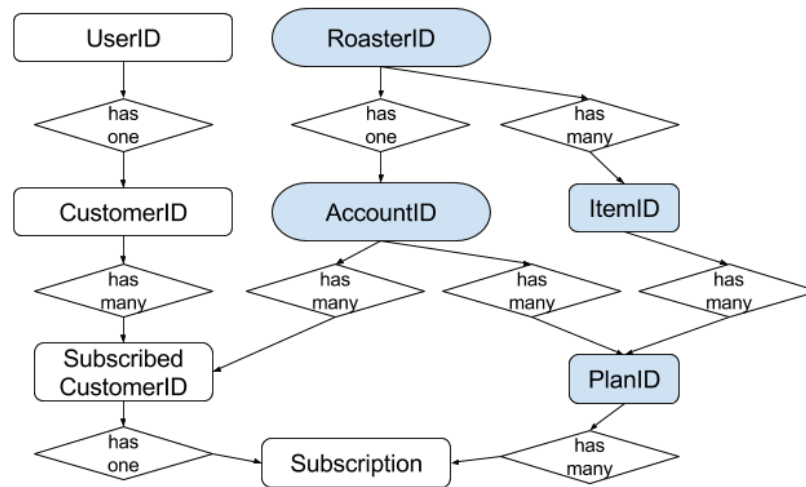 UserID
RoasterID
has
one
has
one
has
many
CustomerID
AccountID
ItemID
has
many
has
many
has
many
has
many
Subscribed
CustomerID
PlanID
has
one
Subscription
has
many